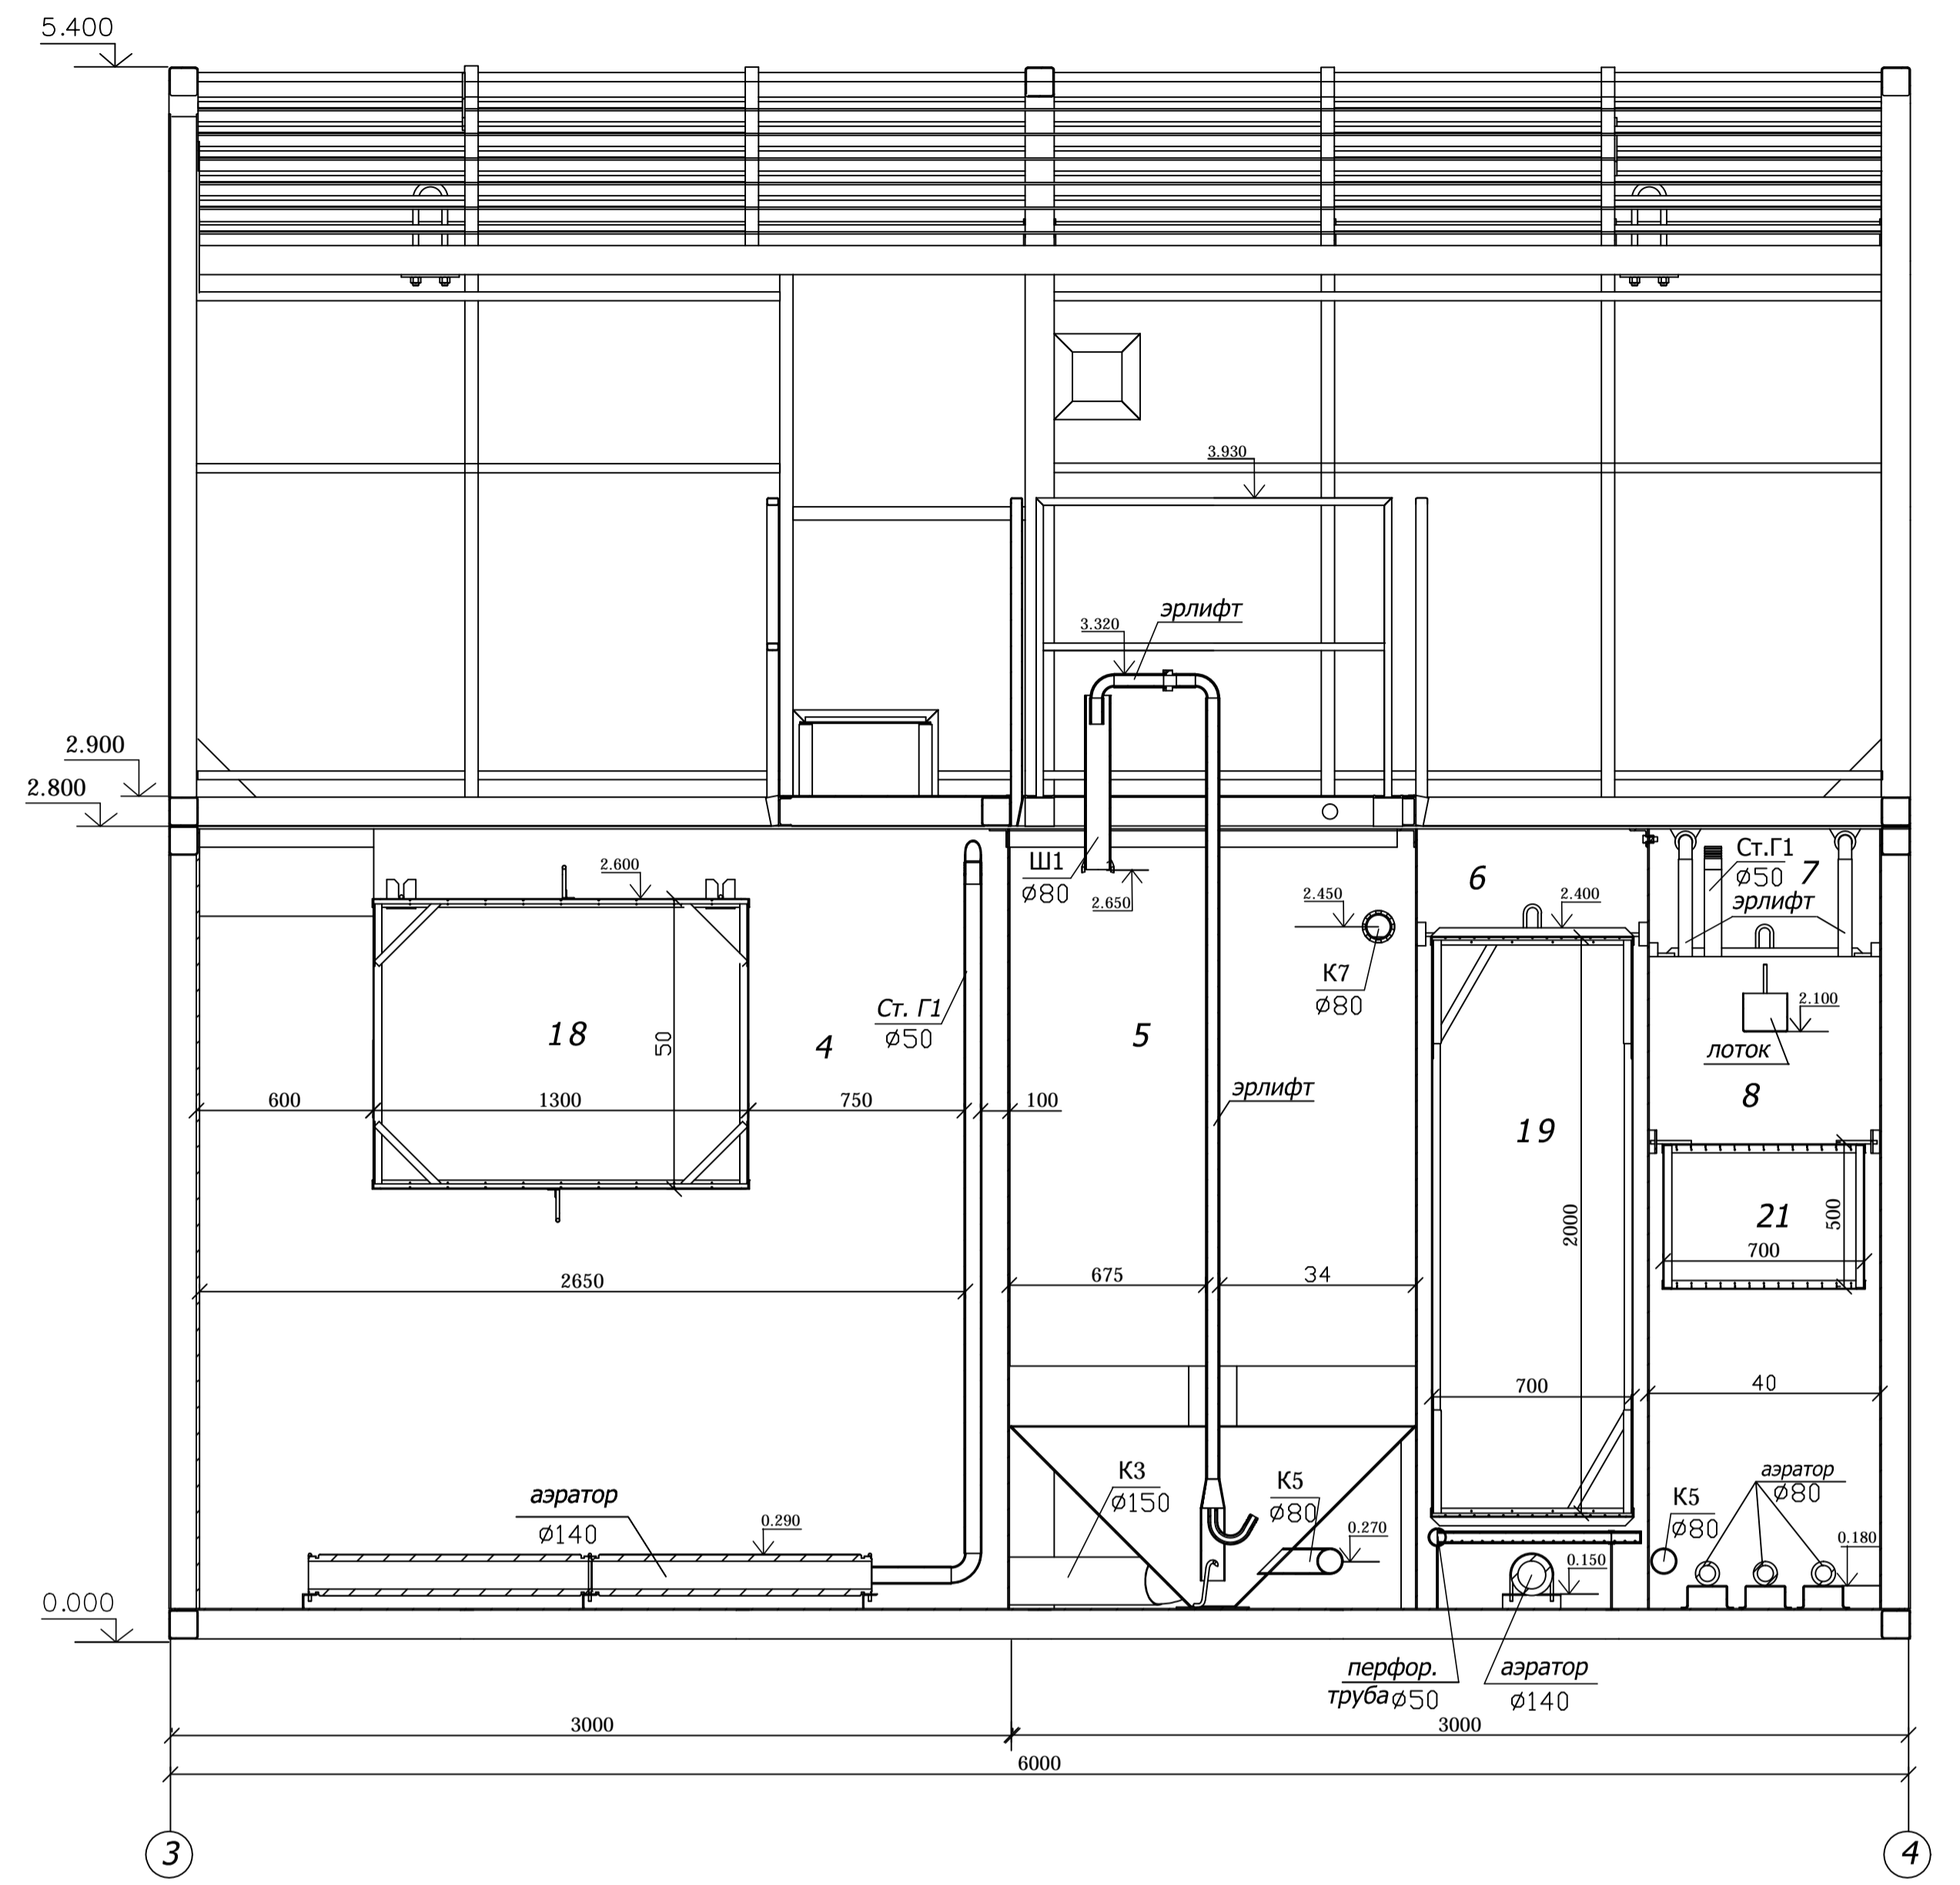 5.400
3.930
эрлифт
3.320
2.900
2.800
2.600
Ш1
Ø80
2.650
2.450
К7
Ø80
6
2.400
Ст.Г1
Ø50
7
эрлифт
2.100
лоток
18
50
4
Ст. Г1
Ø50
5
эрлифт
19
8
600
1300
750
100
2000
21
500
700
2650
675
34
700
40
аэратор
Ø140
0.290
К3
Ø150
К5
Ø80
0.270
К5
Ø80
аэратор
Ø80
0.180
0.150
0.000
перфор.
труба Ø50
аэратор
Ø140
3000
3000
6000
3
4